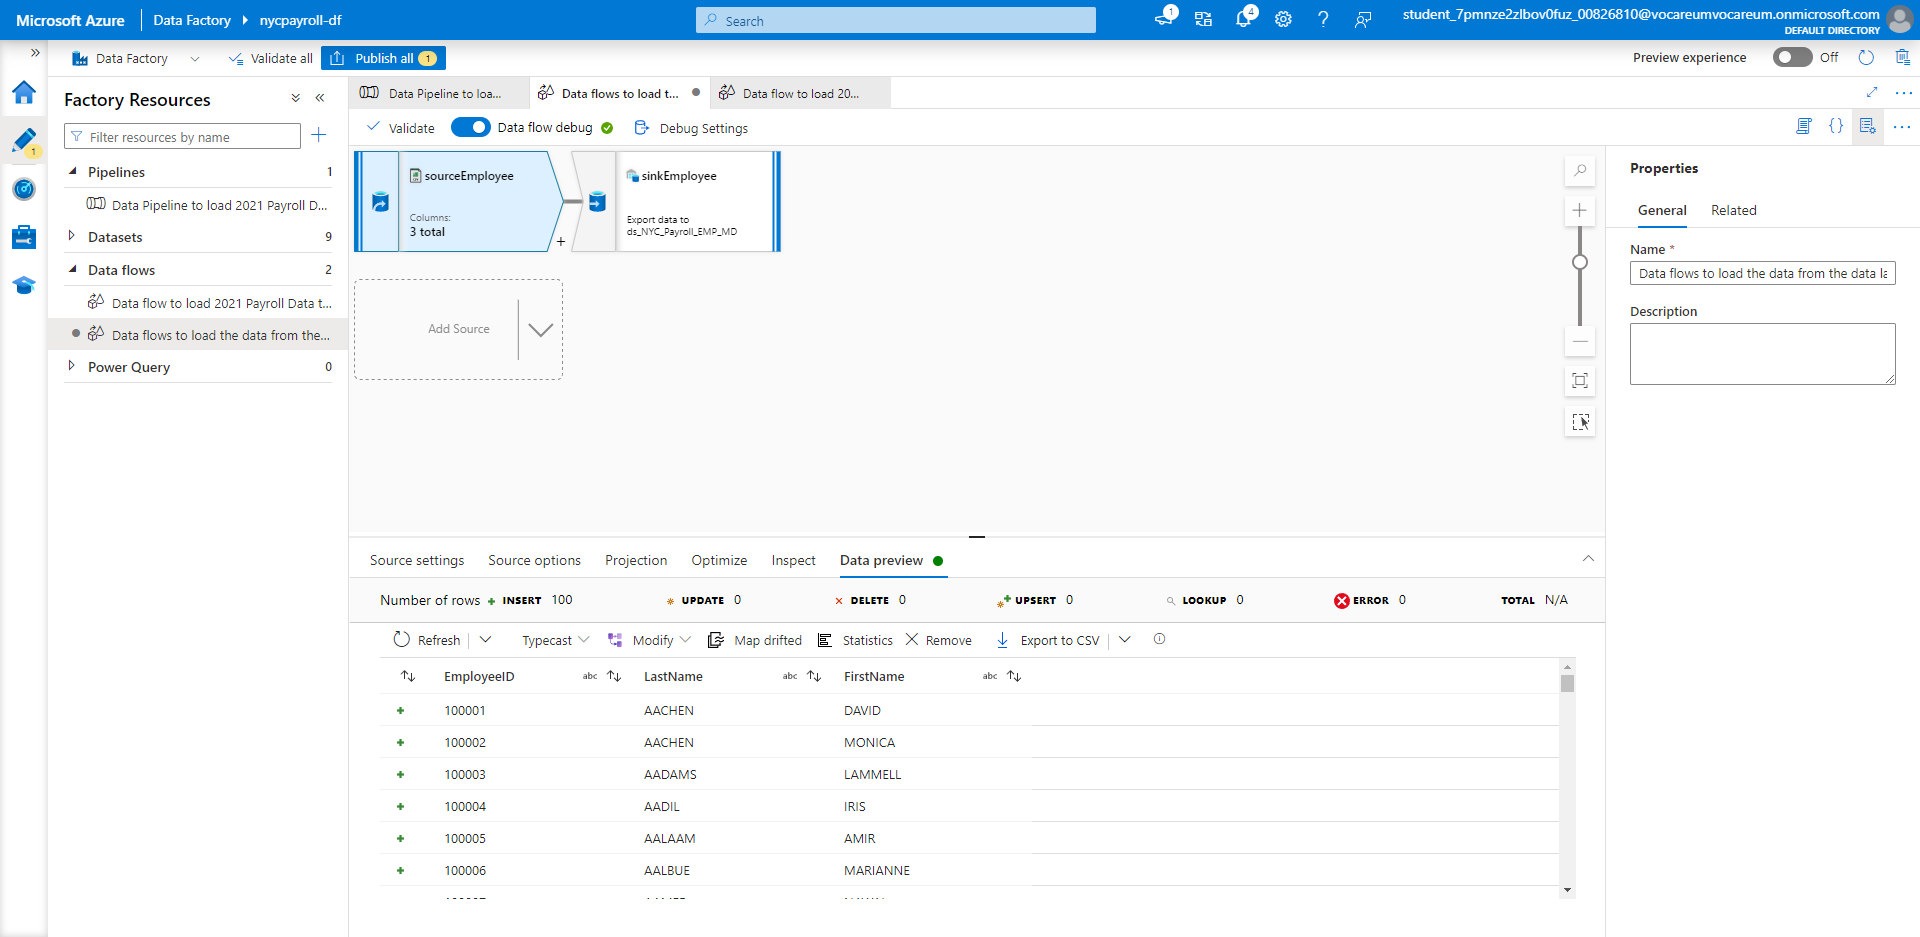 Microsoft Azure
Data Factory
nycpayroll-df
Search
1
4
student_7pmnze2zlbov0fuz_00826810@vocareumvocareum.onmicrosoft.com
DEFAULT DIRECTORY
Data Factory
Validate all
Publish all 1
Preview experience
Off
Factory Resources
Filter resources by name
1
Pipelines 1
Data Pipeline to load 2021 Payroll D...
Datasets 9
Data flows 2
Data flow to load 2021 Payroll Data t...
Data flows to load the data from the...
Power Query 0
Data Pipeline to loa...
Data flows to load t...
Data flow to load 20...
Validate
Data flow debug
Debug Settings
sourceEmployee
Columns:
3 total
+
sinkEmployee
Export data to
ds_NYC_Payroll_EMP_MD
Add Source
Properties
General Related
Name *
Data flows to load the data from the data la
Description
Source settings Source options Projection Optimize Inspect Data preview
Number of rows INSERT 100 UPDATE 0 DELETE 0 UPSERT 0 LOOKUP 0 ERROR 0 TOTAL N/A
Refresh Typecast Modify Map drifted Statistics Remove Export to CSV
EmployeeID abc LastName abc FirstName abc
100001 AACHEN DAVID
100002 AACHEN MONICA
100003 AADAMS LAMMELL
100004 AADIL IRIS
100005 AALAAM AMIR
100006 AALBUE MARIANNE